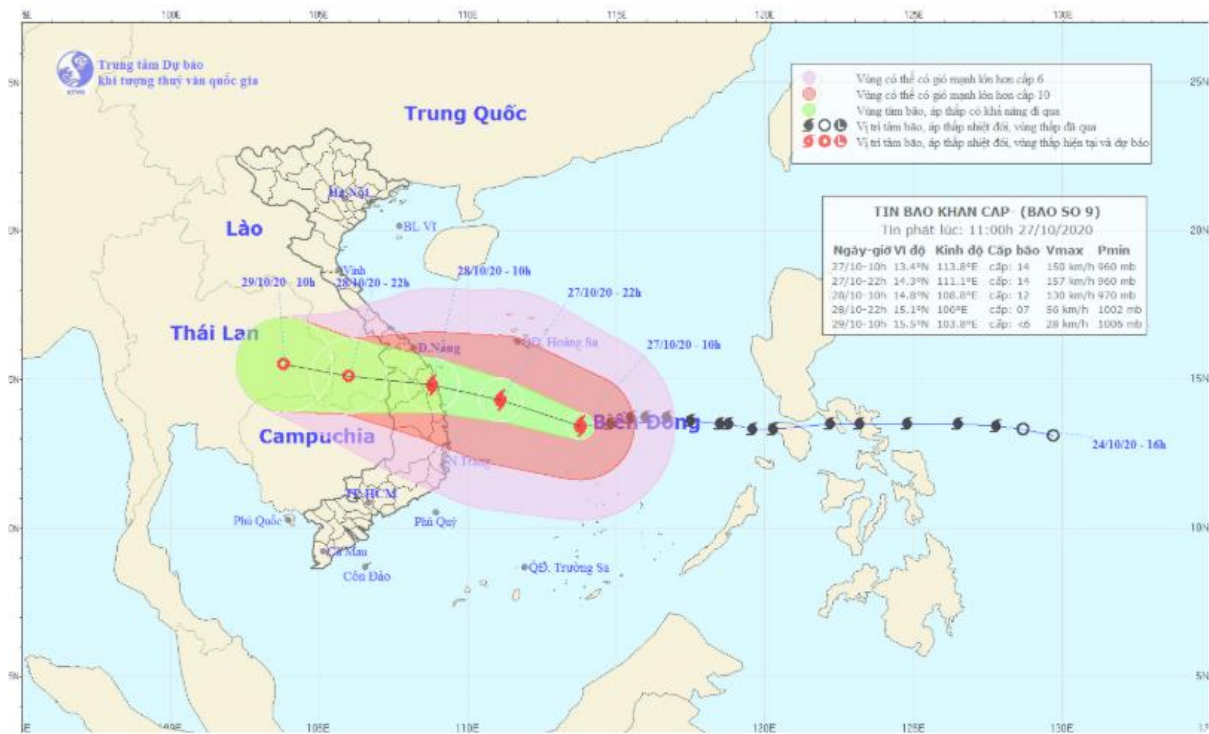 100E 105E 110E 115E 120E 125E 130E
Trung tâm Dự báo
khí tượng thuỷ văn quốc gia
Vùng có thể có gió mạnh lớn hơn cấp 6
Vùng có thể có gió mạnh lớn hơn cấp 10
Vùng tâm bão, áp thấp có khả năng đi qua
Vị trí tâm bão, áp thấp nhiệt đới, vùng thấp đã qua
Vị trí tâm bão, áp thấp nhiệt đới, vùng thấp hiện tại và dự báo
25N
Trung Quốc
Hà Nội
TIN BAO KHAN CAP (BAO SO 9)
Tin phát lúc: 11:00h 27/10/2020
Ngày-giờ Vĩ độ Kinh độ Cấp bão Vmax Pmin
27/10-10h 13.4°N 113.8°E cấp: 14 150 km/h 960 mb
27/10-22h 14.3°N 111.1°E cấp: 14 157 km/h 960 mb
28/10-10h 14.8°N 108.8°E cấp: 12 130 km/h 970 mb
28/10-22h 15.1°N 106°E cấp: 07 56 km/h 1002 mb
29/10-10h 15.5°N 103.8°E cấp: <6 28 km/h 1006 mb
Lào
BL VĨ
20N
Vinh
28/10/20 - 10h
29/10/20 - 10h
28/10/20 - 22h
27/10/20 - 22h
Thái Lan
Đ.Nẵng
QĐ. Hoàng Sa
27/10/20 - 10h
15N
Biển Đông
Campuchia
24/10/20 - 16h
N.Trang
TP.HCM
Phú Quốc
Phú Quý
10N
Cà Mau
Côn Đảo
QĐ. Trường Sa
5N
5N
100E 105E 110E 115E 120E 125E 130E